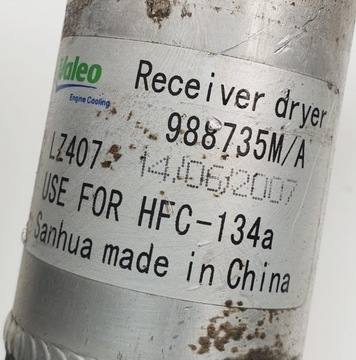 Valeo
Engine Cooling
Receiver dryer
988735M/A
LZ407 14/06/2007
USE FOR HFC-134a
Sanhua made in China